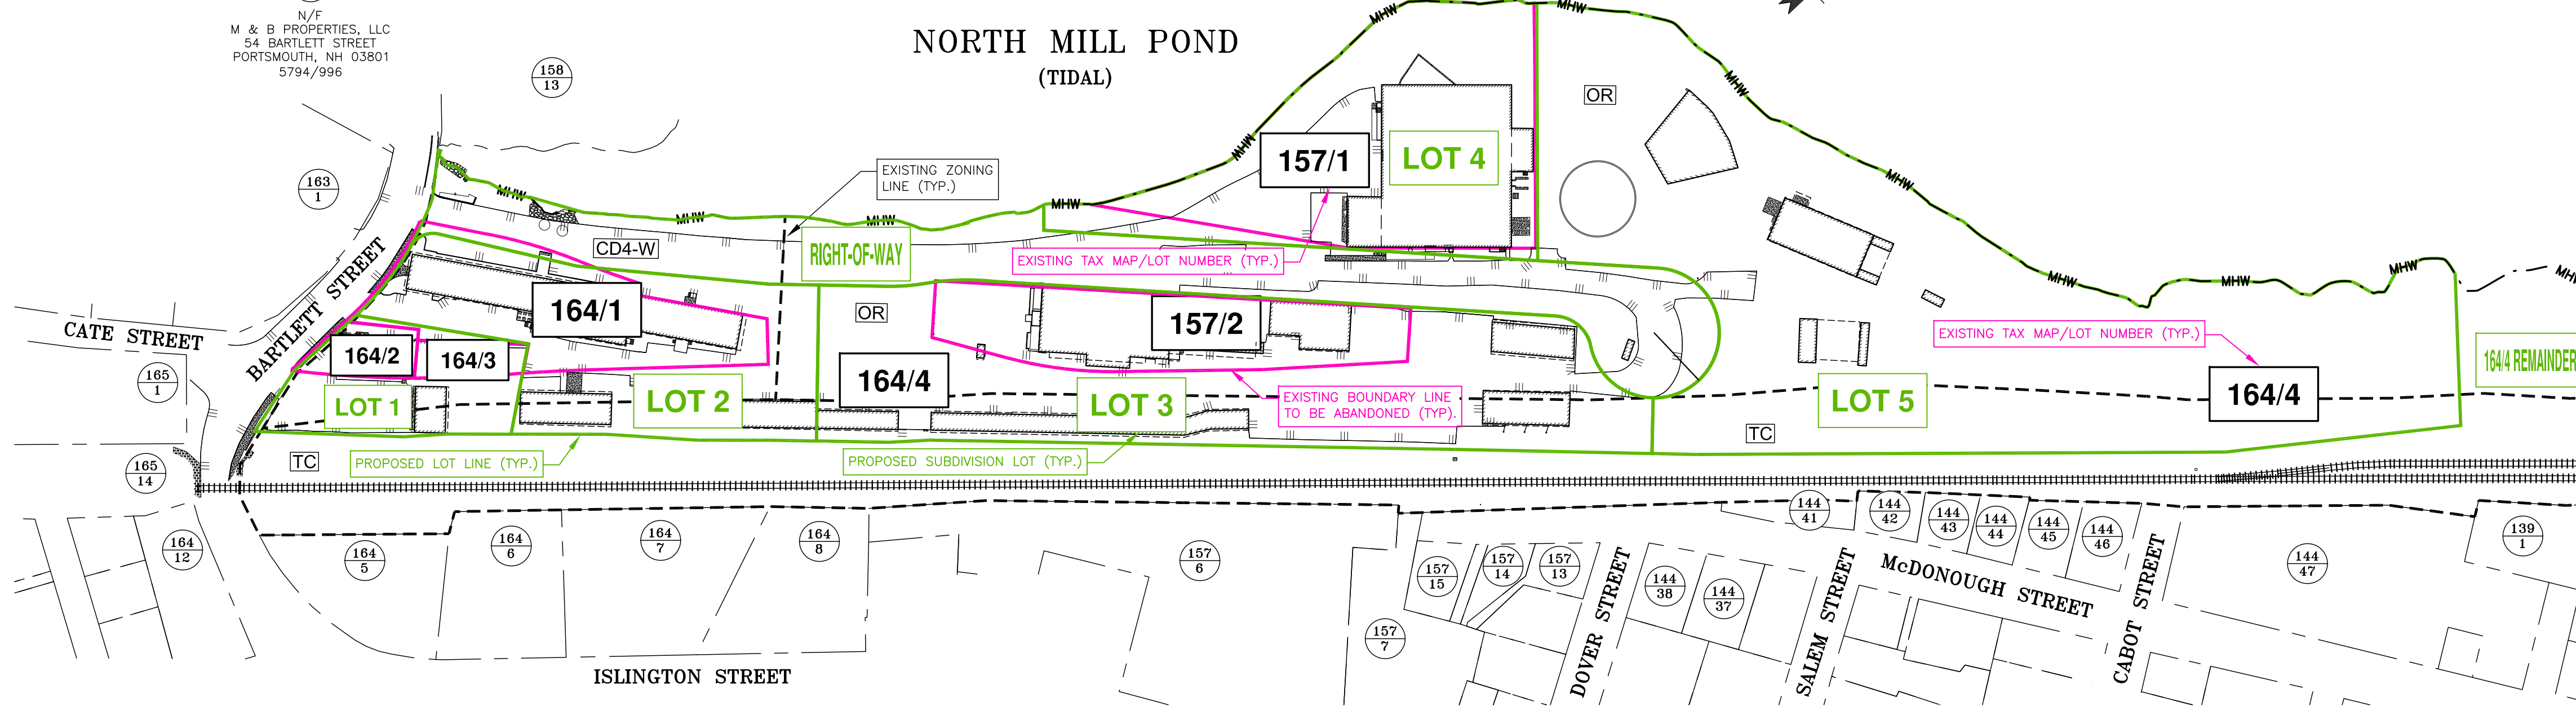 N/F
M & B PROPERTIES, LLC
54 BARTLETT STREET
PORTSMOUTH, NH 03801
5794/996
158
13
NORTH MILL POND
(TIDAL)
MHW
MHW
MHW
MHW
MHW
MHW
MHW
MHW
MHW
MHW
MHW
MHW
OR
157/1
LOT 4
163
1
EXISTING ZONING
LINE (TYP.)
CD4-W
RIGHT-OF-WAY
EXISTING TAX MAP/LOT NUMBER (TYP.)
CATE STREET
BARTLETT STREET
164/1
OR
157/2
EXISTING TAX MAP/LOT NUMBER (TYP.)
164/4 REMAINDER
164/2
164/3
164/4
164/4
165
1
LOT 1
LOT 2
LOT 3
EXISTING BOUNDARY LINE
TO BE ABANDONED (TYP).
LOT 5
TC
TC
PROPOSED LOT LINE (TYP.)
PROPOSED SUBDIVISION LOT (TYP.)
165
14
164
12
164
5
164
6
164
7
164
8
157
6
157
7
157
15
157
14
157
13
DOVER STREET
144
38
144
37
SALEM STREET
144
41
144
42
144
43
144
44
144
45
144
46
McDONOUGH STREET
CABOT STREET
144
47
139
1
ISLINGTON STREET